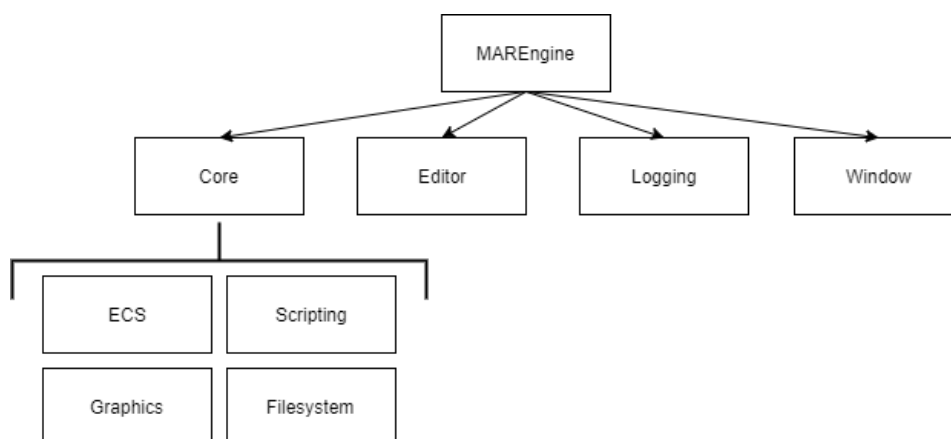 MAREngine
Core
Editor
Logging
Window
ECS
Scripting
Graphics
Filesystem